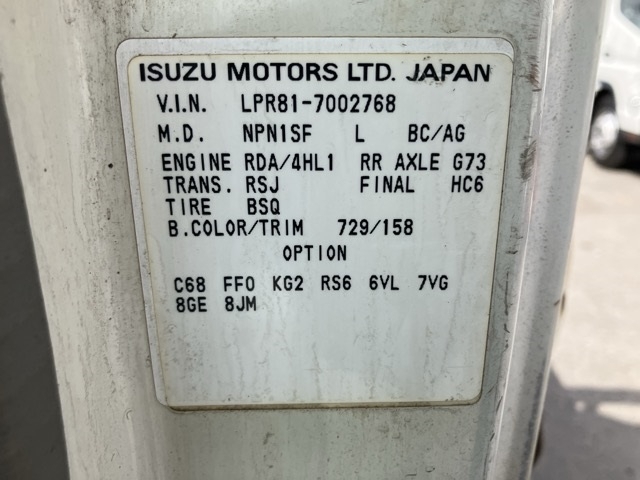 ISUZU MOTORS LTD. JAPAN
V.I.N. LPR81-7002768
M.D. NPN1SF L BC/AG
ENGINE RDA/4HL1 RR AXLE G73
TRANS. RSJ FINAL HC6
TIRE BSQ
B.COLOR/TRIM 729/158
OPTION
C68 FF0 KG2 RS6 6VL 7VG
8GE 8JM